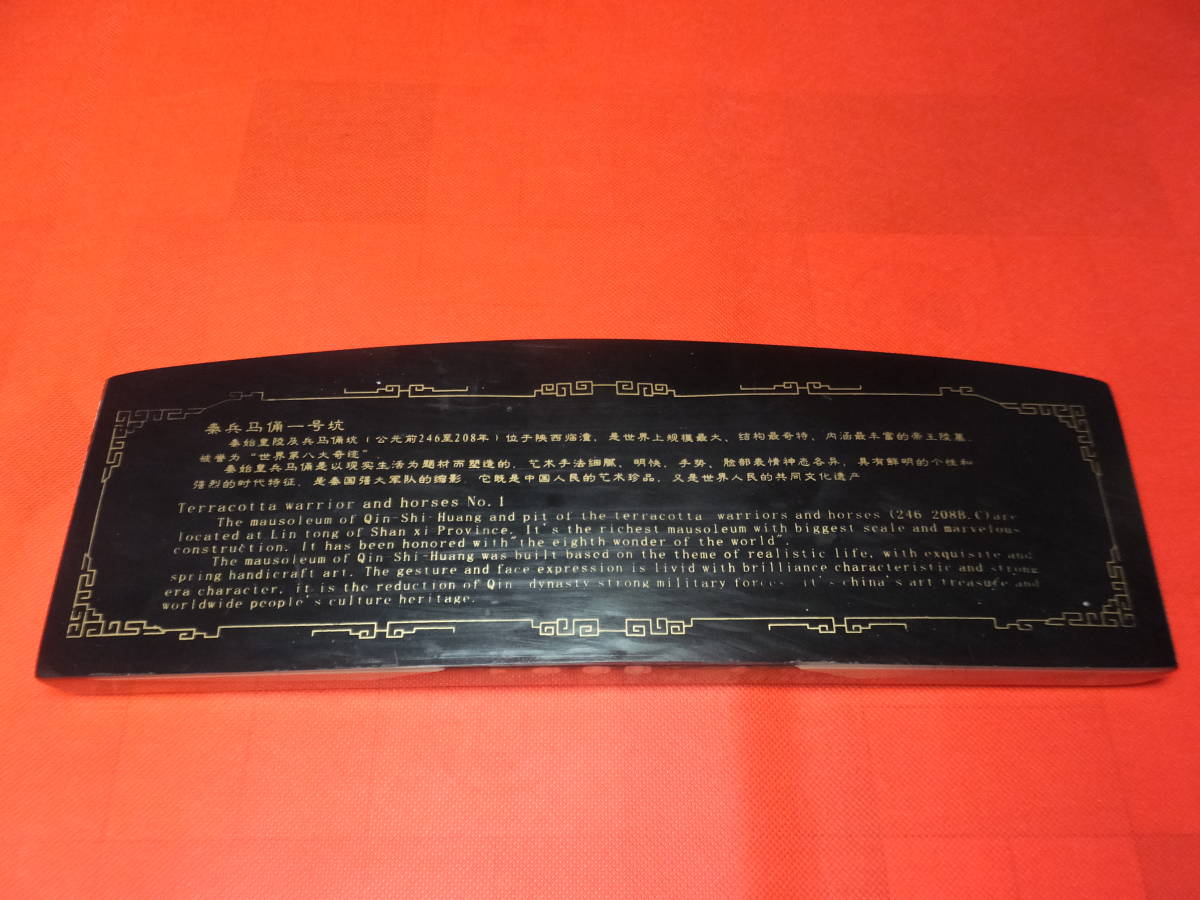 秦兵马俑一号坑
秦始皇陵及兵马俑坑(公元前246至208年)位于陕西临潼,是世界上规模最大、结构最奇特、内涵最丰富的帝王陵墓,
被誉为“世界第八大奇迹”.
秦始皇兵马俑是以现实生活为题材而塑造的,艺术手法细腻、明快,手势、脸部表情神态各异,具有鲜明的个性和
强烈的时代特征,是秦国强大军队的缩影.它既是中国人民的艺术珍品,又是世界人民的共同文化遗产
Terracotta warrior and horses No.1
The mausoleum of Qin-Shi-Huang and pit of the terracotta warriors and horses (246 208B.C)are
located at Lin tong of Shan xi Province. It's the richest mausoleum with biggest scale and marvelous
construction. It has been honored with"the eighth wonder of the world".
The mausoleum of Qin-Shi-Huang was built based on the theme of realistic life, with exquisite and
spring handicraft art. The gesture and face expression is livid with brilliance characteristic and strong
era character, it is the reduction of Qin dynasty strong military it's china's art treasure and
worldwide people's culture heritage.